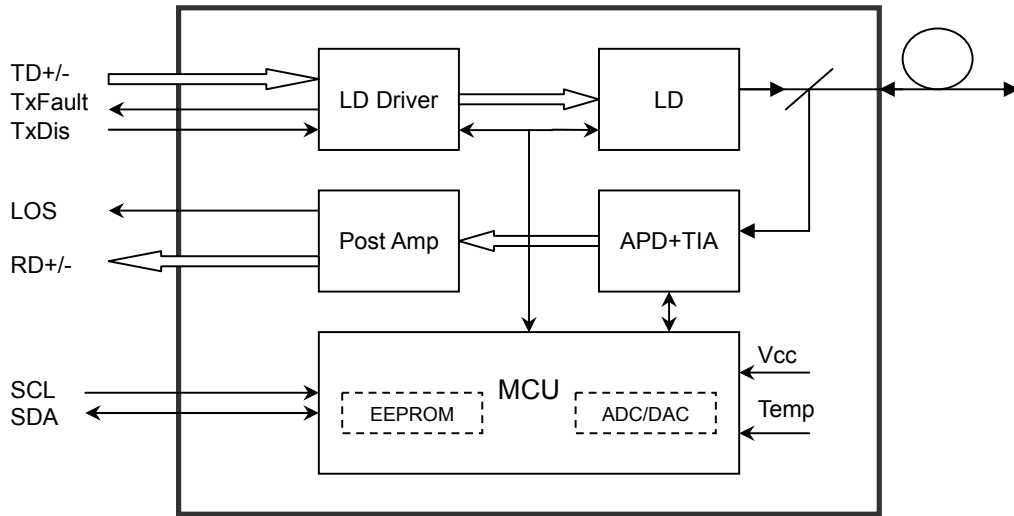 TD+/-
TxFault
TxDis
LD Driver
LD
LOS
RD+/-
Post Amp
APD+TIA
SCL
SDA
MCU
EEPROM
ADC/DAC
Vcc
Temp